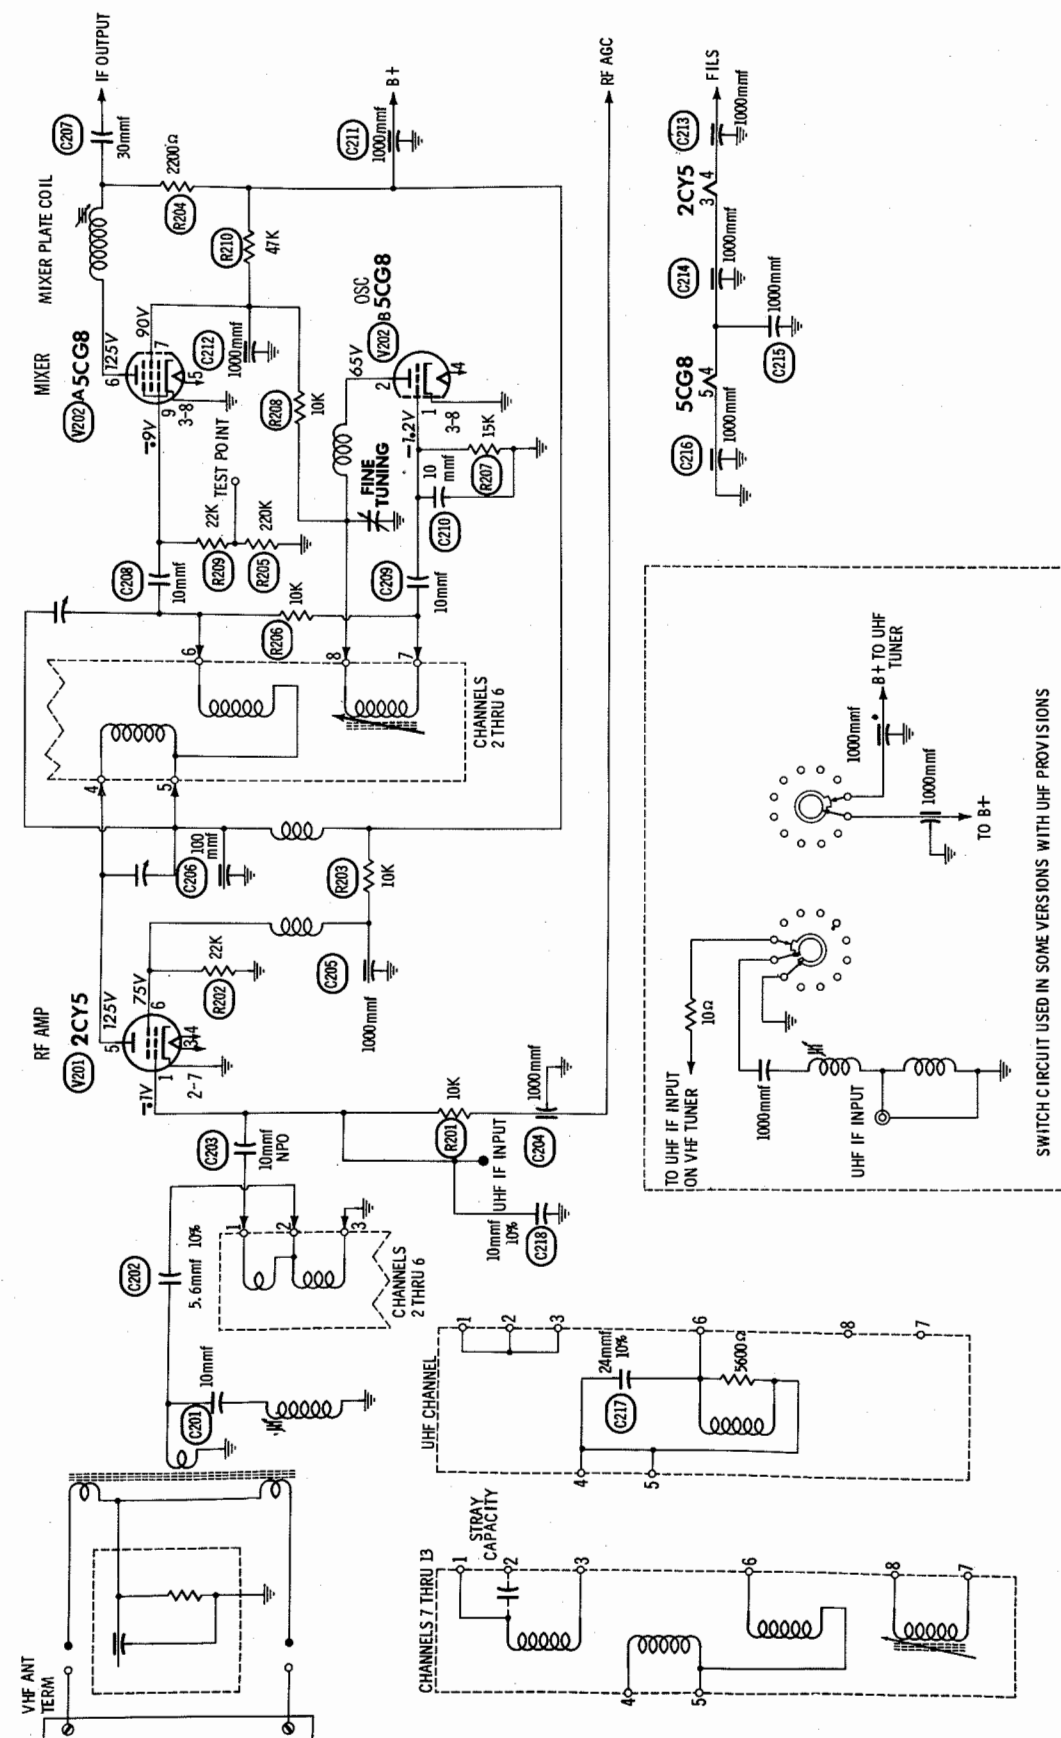 IF OUTPUT
C207
30mmf
MIXER PLATE COIL
2200Ω
R204
R210
47K
C211
1000mmf
B+
RF AGC
MIXER
V202 A 5CG8
125V
6
90V
7
5
9
3-8
-.9V
C212
1000mmf
R208
10K
OSC
V202 B 5CG8
65V
2
1
4
3-8
-1.2V
FINE
TUNING
10
mmf
C210
15K
R207
TEST POINT
22K
R209
220K
R205
C208
10mmf
C209
10mmf
R206
10K
6
8
7
4
5
CHANNELS
2 THRU 6
100
mmf
C206
R203
10K
RF AMP
V201 2CY5
125V
5
75V
6
3
4
1
2-7
-.1V
22K
R202
C205
1000mmf
C203
10mmf
NPO
10K
R201
UHF IF INPUT
1000mmf
C204
10mmf
10%
C218
C202
5.6mmf 10%
1
2
3
CHANNELS
2 THRU 6
10mmf
C201
VHF ANT
TERM
FILS
C213
1000mmf
2CY5
3
4
C214
1000mmf
1000mmf
C215
5CG8
5
4
C216
1000mmf
UHF CHANNEL
1
2
3
6
8
7
24mmf
10%
C217
5600Ω
4
5
CHANNELS 7 THRU 13
1
STRAY
CAPACITY
2
3
6
8
7
4
5
TO UHF IF INPUT
ON VHF TUNER
10Ω
1000mmf
UHF IF INPUT
1000mmf
B+ TO UHF
TUNER
1000mmf
TO B+
SWITCH CIRCUIT USED IN SOME VERSIONS WITH UHF PROVISIONS